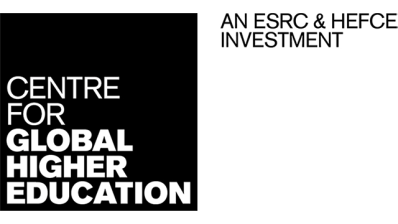 AN ESRC & HEFCE
INVESTMENT
CENTRE
FOR
GLOBAL
HIGHER
EDUCATION